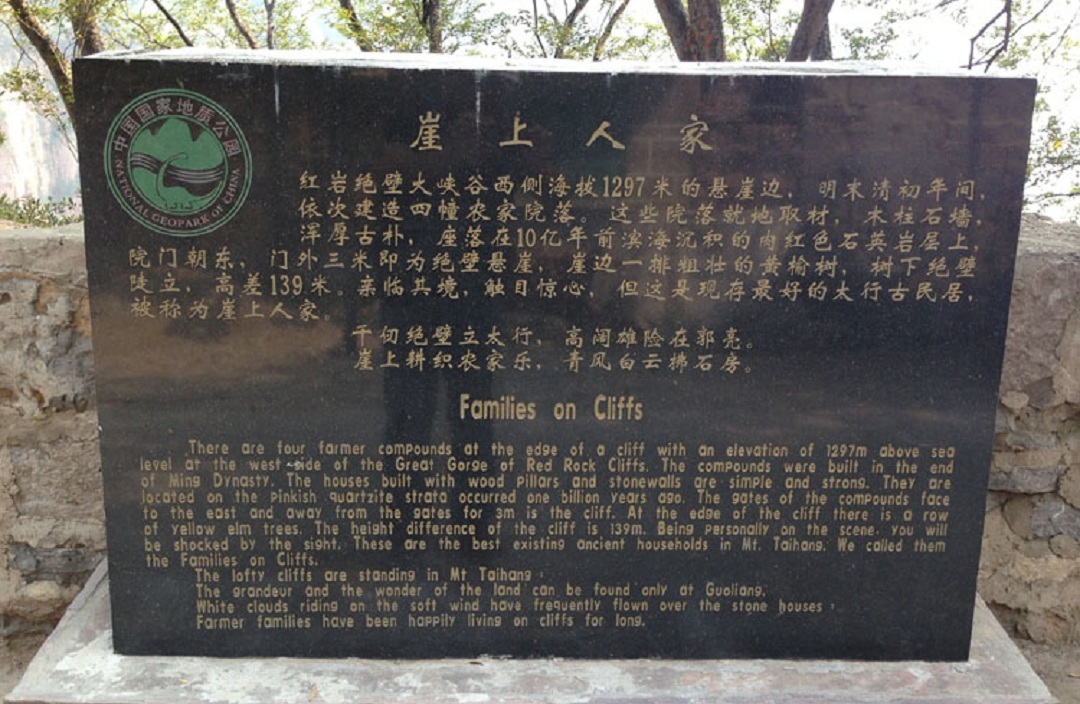 中国国家地质公园
NATIONAL GEOPARK OF CHINA
崖上人家
红岩绝壁大峡谷西侧海拔1297米的悬崖边，明末清初年间，
依次建造四幢农家院落。这些院落就地取材，木柱石墙，
浑厚古朴，座落在10亿年前滨海沉积的肉红色石英岩层上，
院门朝东，门外三米即为绝壁悬崖，崖边一排粗壮的黄榆树，树下绝壁
陡立，高差139米。亲临其境，触目惊心，但这是现存最好的太行古民居，
被称为崖上人家。
千仞绝壁立太行，高阔雄险在郭亮。
崖上耕织农家乐，青风白云拂石房。
Families on Cliffs
There are four farmer compounds at the edge of a cliff with an elevation of 1297m above sea
level at the west-side of the Great Gorge of Red Rock Cliffs. The compounds were built in the end
of Ming Dynasty. The houses built with wood pillars and stonewalls are simple and strong. They are
located on the pinkish quartzite strata occurred one billion years ago. The gates of the compounds face
to the east and away from the gates for 3m is the cliff. At the edge of the cliff there is a row
of yellow elm trees. The height difference of the cliff is 139m. Being personally on the scene, you will
be shocked by the sight. These are the best existing ancient households in Mt. Taihang. We called them
the Families on Cliffs.
The lofty cliffs are standing in Mt Taihang;
The grandeur and the wonder of the land can be found only at Guoliang.
White clouds riding on the soft wind have frequently flown over the stone houses;
Farmer families have been happily living on cliffs for long.